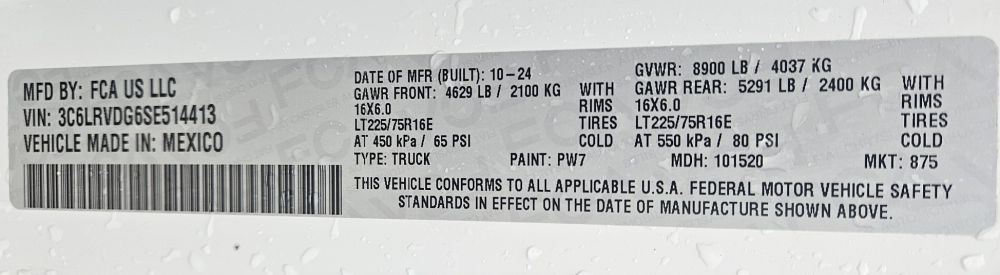 MFD BY: FCA US LLC
VIN: 3C6LRVDG6SE514413
VEHICLE MADE IN: MEXICO
DATE OF MFR (BUILT): 10-24 GVWR: 8900 LB / 4037 KG
GAWR FRONT: 4629 LB / 2100 KG WITH GAWR REAR: 5291 LB / 2400 KG WITH
16X6.0 RIMS 16X6.0 RIMS
LT225/75R16E TIRES LT225/75R16E TIRES
AT 450 kPa / 65 PSI COLD AT 550 kPa / 80 PSI COLD
TYPE: TRUCK PAINT: PW7 MDH: 101520 MKT: 875
THIS VEHICLE CONFORMS TO ALL APPLICABLE U.S.A. FEDERAL MOTOR VEHICLE SAFETY
STANDARDS IN EFFECT ON THE DATE OF MANUFACTURE SHOWN ABOVE.